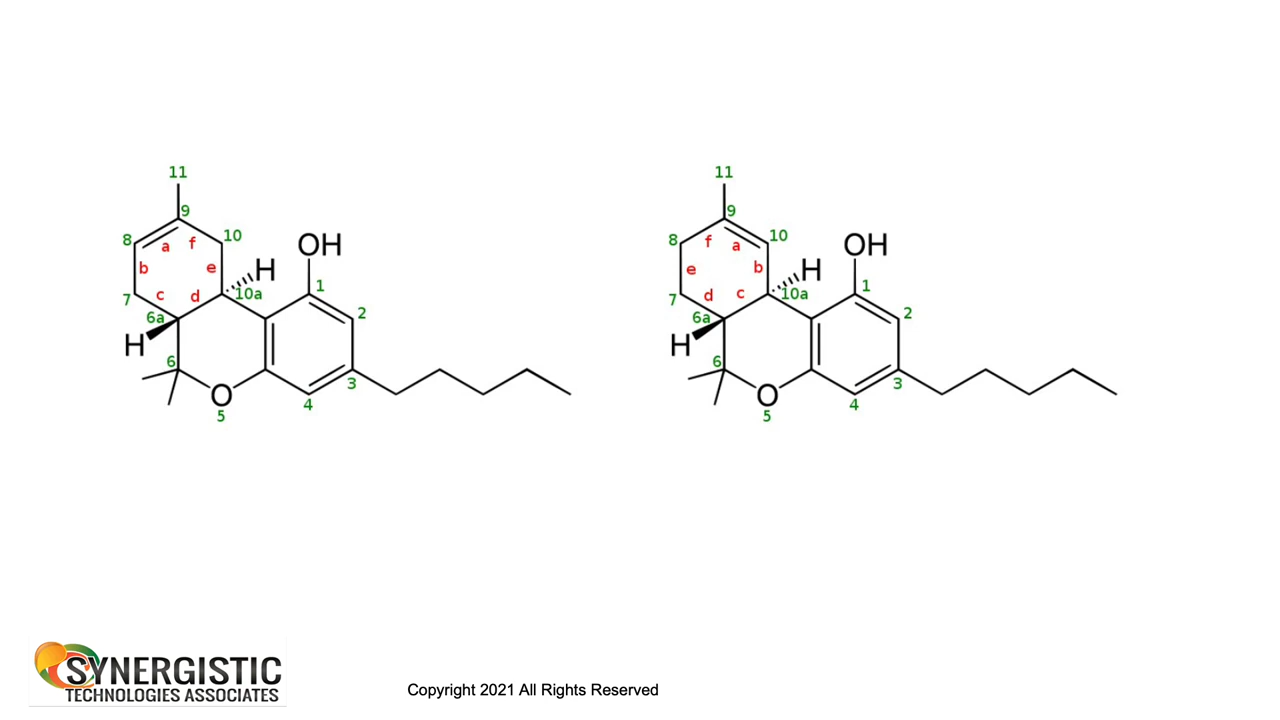 11
9
8
10
a
f
b
e
OH
H
c
d
7
10a
1
6a
2
H
6
3
O
5
4
11
9
8
10
f
a
e
b
OH
H
d
c
7
10a
1
6a
2
H
6
3
O
5
4
SYNERGISTIC
TECHNOLOGIES ASSOCIATES
Copyright 2021 All Rights Reserved